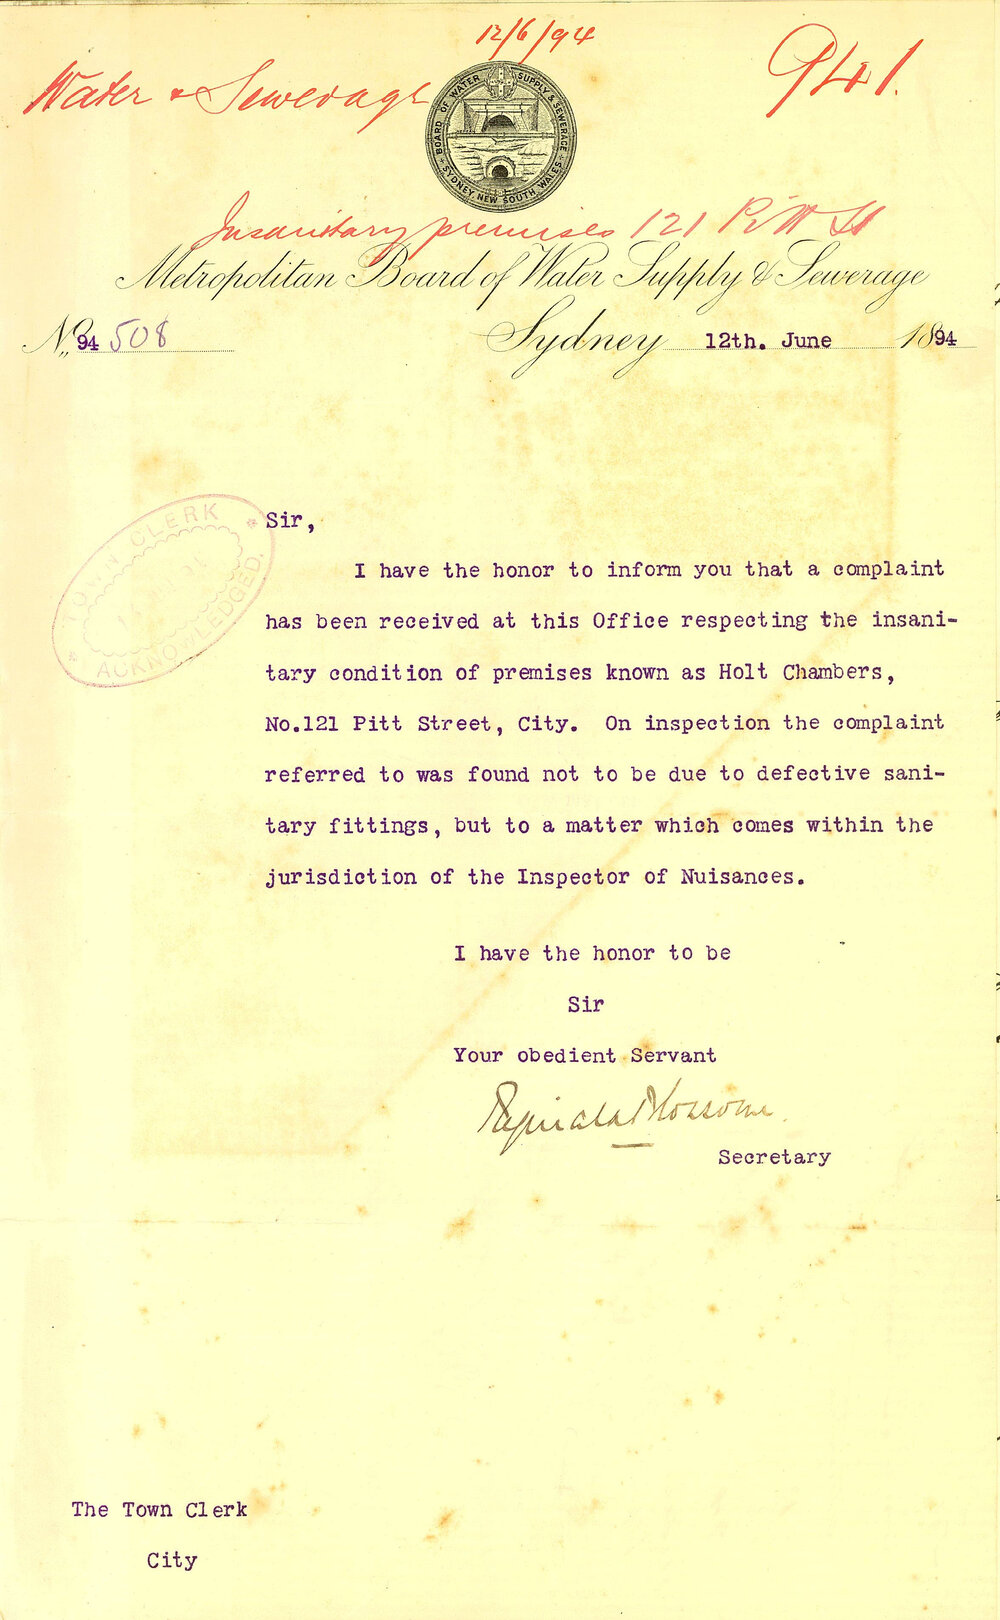 12/6/94
Water & Sewerage
941.
BOARD OF WATER SUPPLY & SEWERAGE
SYDNEY, NEW SOUTH WALES
Insanitary premises 121 Pitt St
Metropolitan Board of Water Supply & Sewerage
No. 94 508
Sydney 12th. June 1894
TOWN CLERK
ACKNOWLEDGED.
Sir,
I have the honor to inform you that a complaint
has been received at this Office respecting the insani-
tary condition of premises known as Holt Chambers,
No.121 Pitt Street, City. On inspection the complaint
referred to was found not to be due to defective sani-
tary fittings, but to a matter which comes within the
jurisdiction of the Inspector of Nuisances.
I have the honor to be
Sir
Your obedient Servant
Secretary
The Town Clerk
City